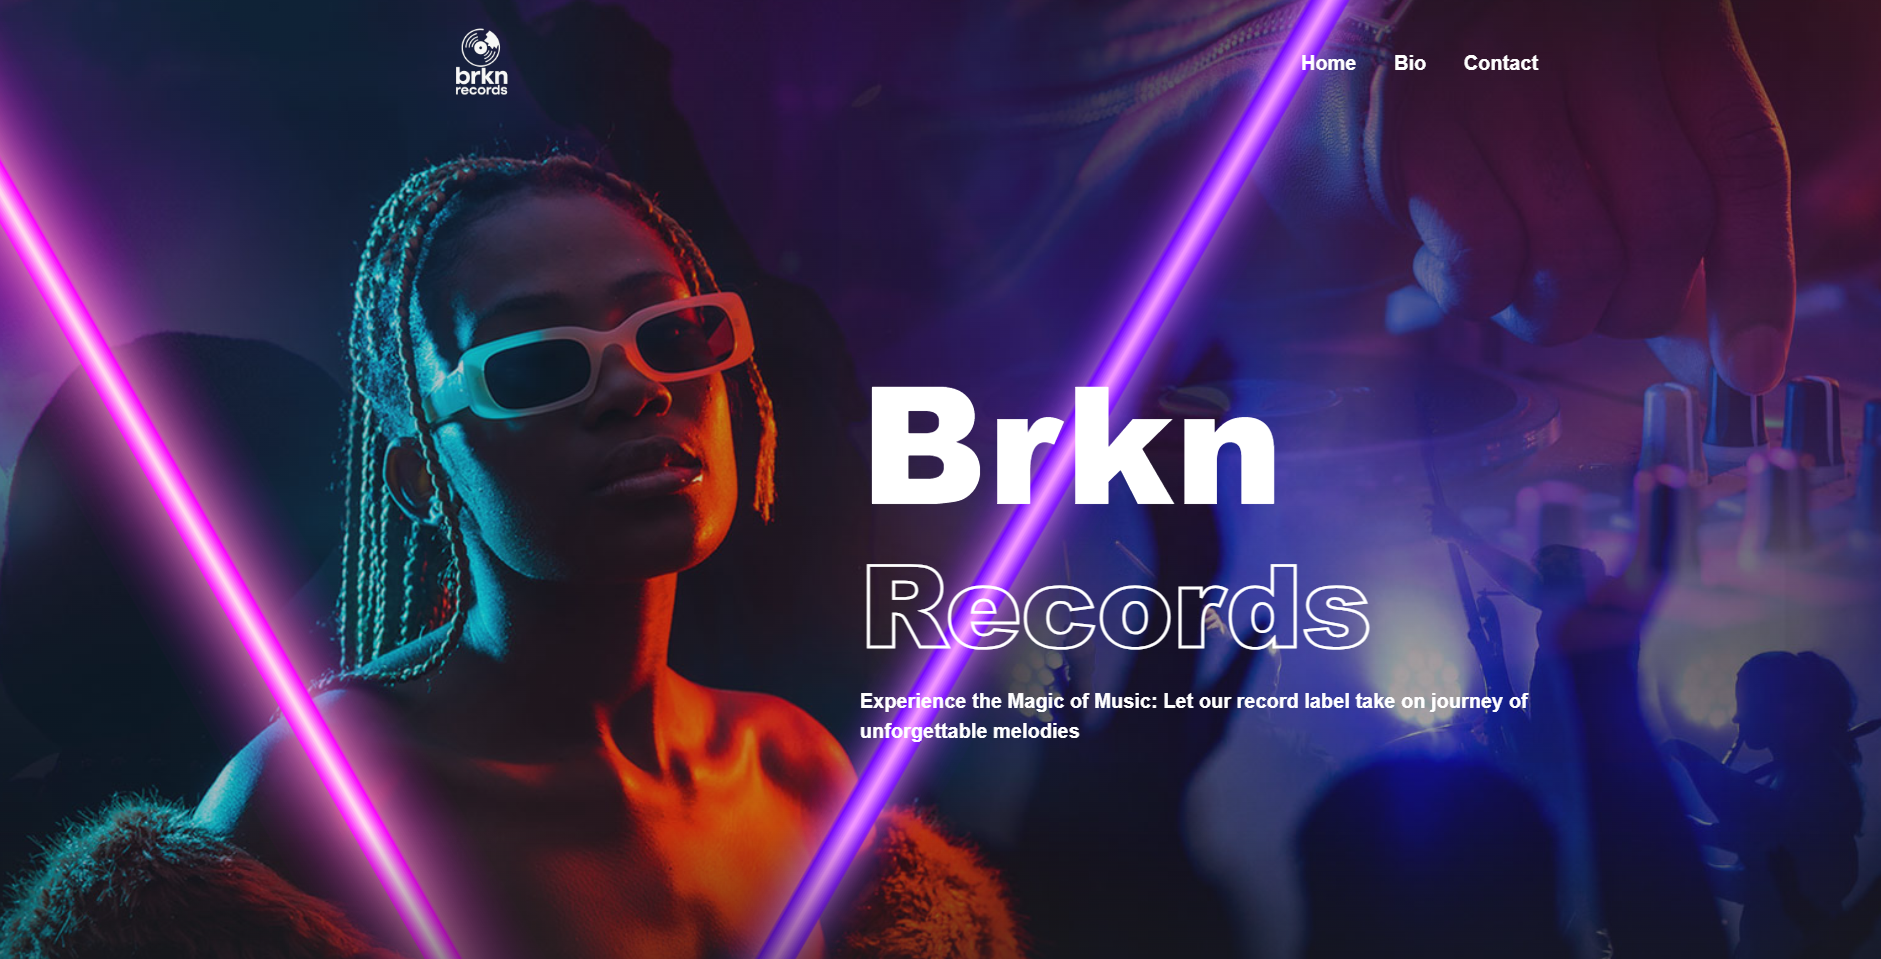 brkn
records
Home Bio Contact
Brkn
Records
Experience the Magic of Music: Let our record label take on journey of
unforgettable melodies